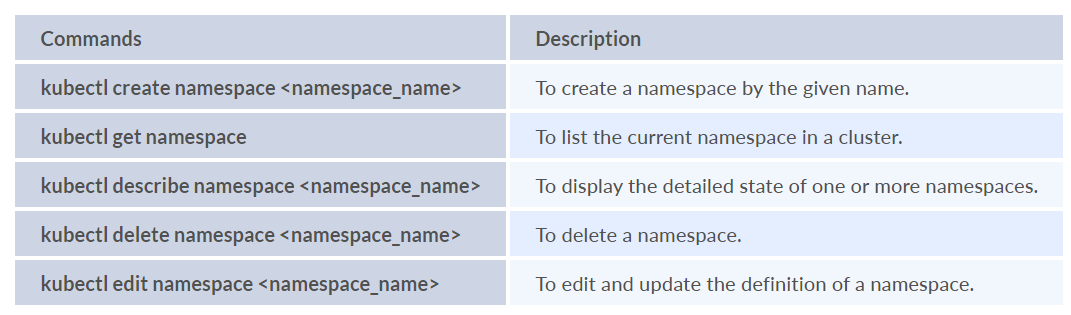 Commands Description
kubectl create namespace <namespace_name> To create a namespace by the given name.
kubectl get namespace To list the current namespace in a cluster.
kubectl describe namespace <namespace_name> To display the detailed state of one or more namespaces.
kubectl delete namespace <namespace_name> To delete a namespace.
kubectl edit namespace <namespace_name> To edit and update the definition of a namespace.